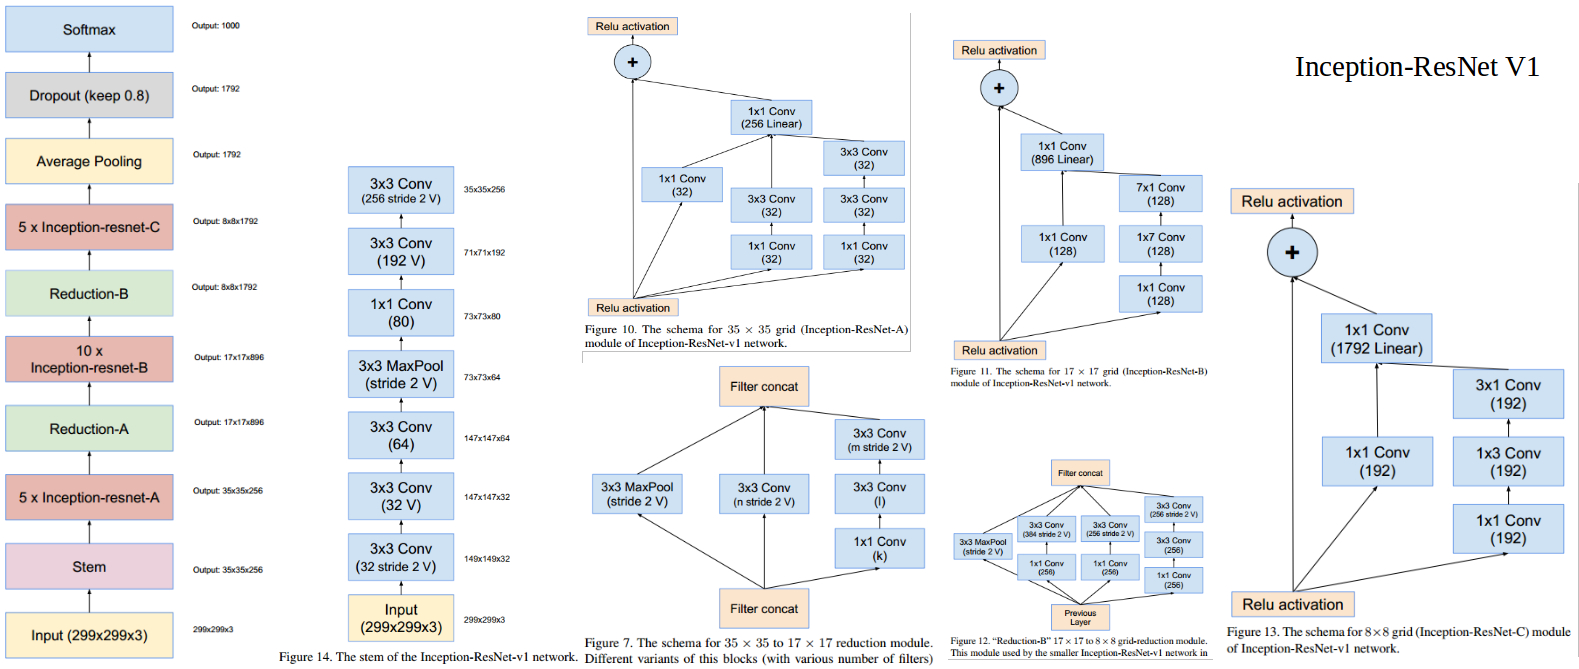 Inception-ResNet V1
Softmax
Output: 1000
Dropout (keep 0.8)
Output: 1792
Average Pooling
Output: 1792
5 x Inception-resnet-C
Output: 8x8x1792
Reduction-B
Output: 8x8x1792
10 x
Inception-resnet-B
Output: 17x17x896
Reduction-A
Output: 17x17x896
5 x Inception-resnet-A
Output: 35x35x256
Stem
Output: 35x35x256
Input (299x299x3)
299x299x3
3x3 Conv
(256 stride 2 V)
35x35x256
3x3 Conv
(192 V)
71x71x192
1x1 Conv
(80)
73x73x80
3x3 MaxPool
(stride 2 V)
73x73x64
3x3 Conv
(64)
147x147x64
3x3 Conv
(32 V)
147x147x32
3x3 Conv
(32 stride 2 V)
149x149x32
Input
(299x299x3)
299x299x3
Figure 14. The stem of the Inception-ResNet-v1 network.
Relu activation
+
1x1 Conv
(256 Linear)
1x1 Conv
(32)
3x3 Conv
(32)
1x1 Conv
(32)
3x3 Conv
(32)
3x3 Conv
(32)
1x1 Conv
(32)
Relu activation
Figure 10. The schema for 35 × 35 grid (Inception-ResNet-A)
module of Inception-ResNet-v1 network.
Filter concat
3x3 MaxPool
(stride 2 V)
3x3 Conv
(n stride 2 V)
3x3 Conv
(m stride 2 V)
3x3 Conv
(l)
1x1 Conv
(k)
Filter concat
Figure 7. The schema for 35 × 35 to 17 × 17 reduction module.
Different variants of this blocks (with various number of filters)
Relu activation
+
1x1 Conv
(896 Linear)
1x1 Conv
(128)
7x1 Conv
(128)
1x7 Conv
(128)
1x1 Conv
(128)
Relu activation
Figure 11. The schema for 17 × 17 grid (Inception-ResNet-B)
module of Inception-ResNet-v1 network.
Filter concat
3x3 MaxPool
(stride 2 V)
3x3 Conv
(384 stride 2 V)
1x1 Conv
(256)
3x3 Conv
(256 stride 2 V)
1x1 Conv
(256)
3x3 Conv
(256 stride 2 V)
3x3 Conv
(256)
1x1 Conv
(256)
Previous
Layer
Figure 12. “Reduction-B” 17 × 17 to 8 × 8 grid-reduction module.
This module used by the smaller Inception-ResNet-v1 network in
Relu activation
+
1x1 Conv
(1792 Linear)
1x1 Conv
(192)
3x1 Conv
(192)
1x3 Conv
(192)
1x1 Conv
(192)
Relu activation
Figure 13. The schema for 8×8 grid (Inception-ResNet-C) module
of Inception-ResNet-v1 network.